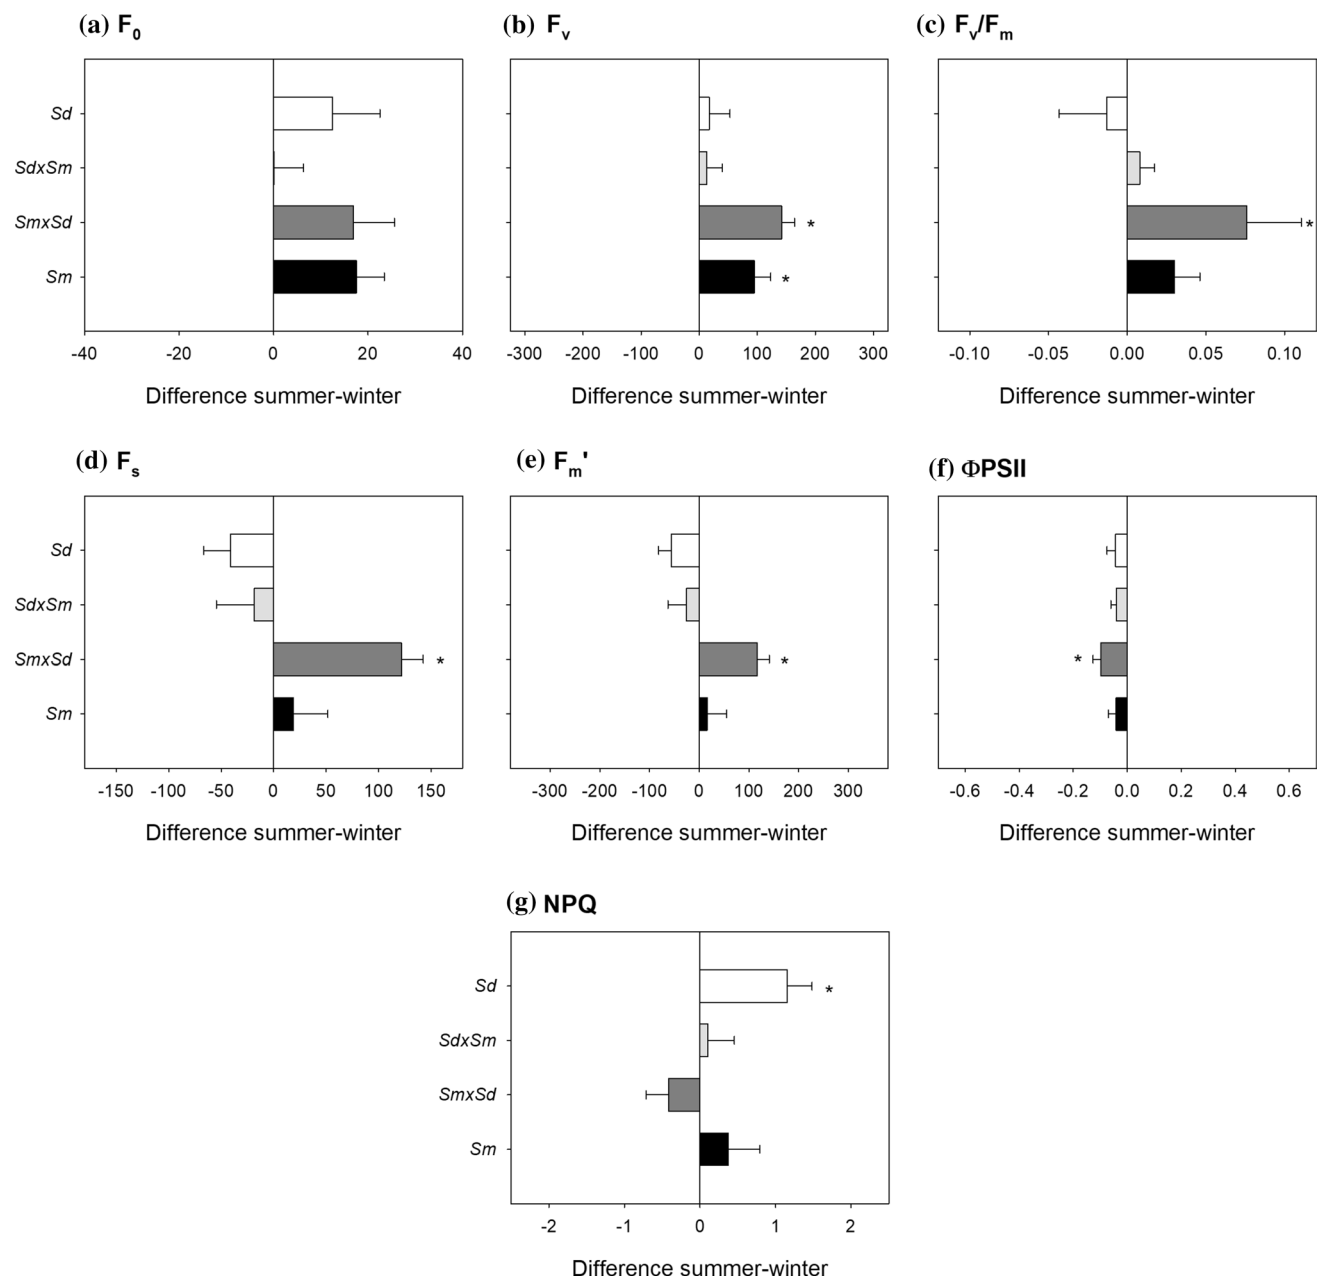 (a) F0 (b) Fv (c) Fv/Fm
Sd
SdxSm
SmxSd
Sm
*
*
*
-40 -20 0 20 40
-300 -200 -100 0 100 200 300
-0.10 -0.05 0.00 0.05 0.10
Difference summer-winter Difference summer-winter Difference summer-winter
(d) Fs (e) Fm' (f) ΦPSII
Sd
SdxSm
SmxSd * * *
Sm
-150 -100 -50 0 50 100 150
-300 -200 -100 0 100 200 300
-0.6 -0.4 -0.2 0.0 0.2 0.4 0.6
Difference summer-winter Difference summer-winter Difference summer-winter
(g) NPQ
Sd *
SdxSm
SmxSd
Sm
-2 -1 0 1 2
Difference summer-winter